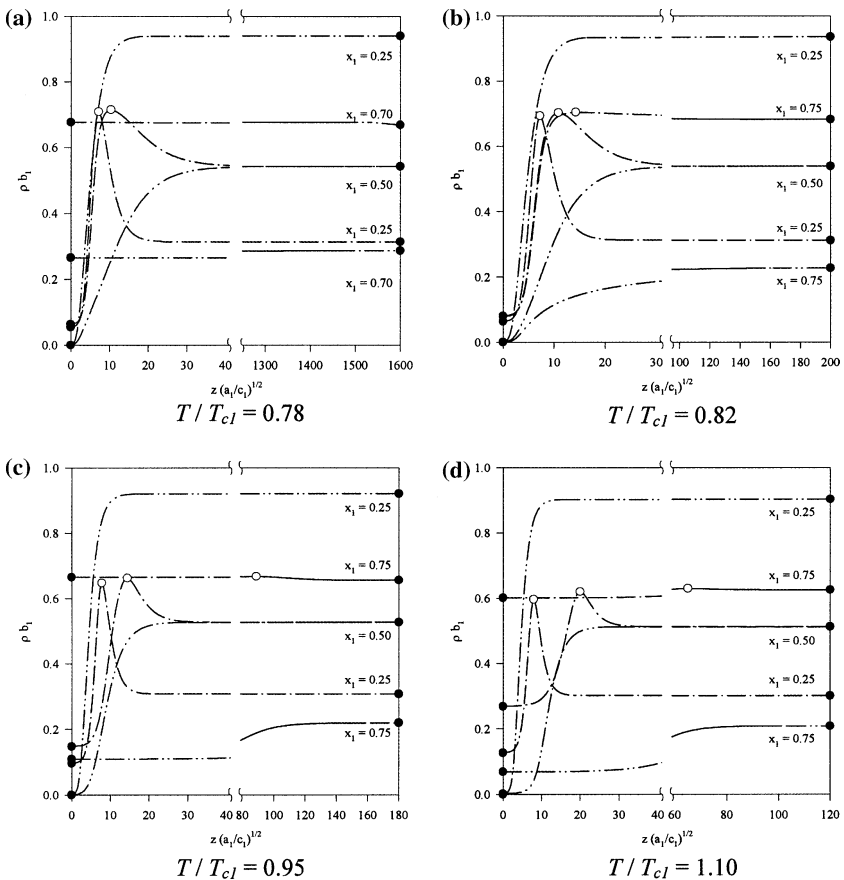 (a)
1.0
0.8
0.6
0.4
0.2
0.0
ρ b₁
x₁ = 0.25
x₁ = 0.70
x₁ = 0.50
x₁ = 0.25
x₁ = 0.70
0 10 20 30 40 1300 1400 1500 1600
z (a₁/c₁)^1/2
T / T_c1 = 0.78
(b)
1.0
0.8
0.6
0.4
0.2
0.0
ρ b₁
x₁ = 0.25
x₁ = 0.75
x₁ = 0.50
x₁ = 0.25
x₁ = 0.75
0 10 20 30 100 120 140 160 180 200
z (a₁/c₁)^1/2
T / T_c1 = 0.82
(c)
1.0
0.8
0.6
0.4
0.2
0.0
ρ b₁
x₁ = 0.25
x₁ = 0.75
x₁ = 0.50
x₁ = 0.25
x₁ = 0.75
0 10 20 30 40 80 100 120 140 160 180
z (a₁/c₁)^1/2
T / T_c1 = 0.95
(d)
1.0
0.8
0.6
0.4
0.2
0.0
ρ b₁
x₁ = 0.25
x₁ = 0.75
x₁ = 0.50
x₁ = 0.25
x₁ = 0.75
0 10 20 30 40 60 80 100 120
z (a₁/c₁)^1/2
T / T_c1 = 1.10